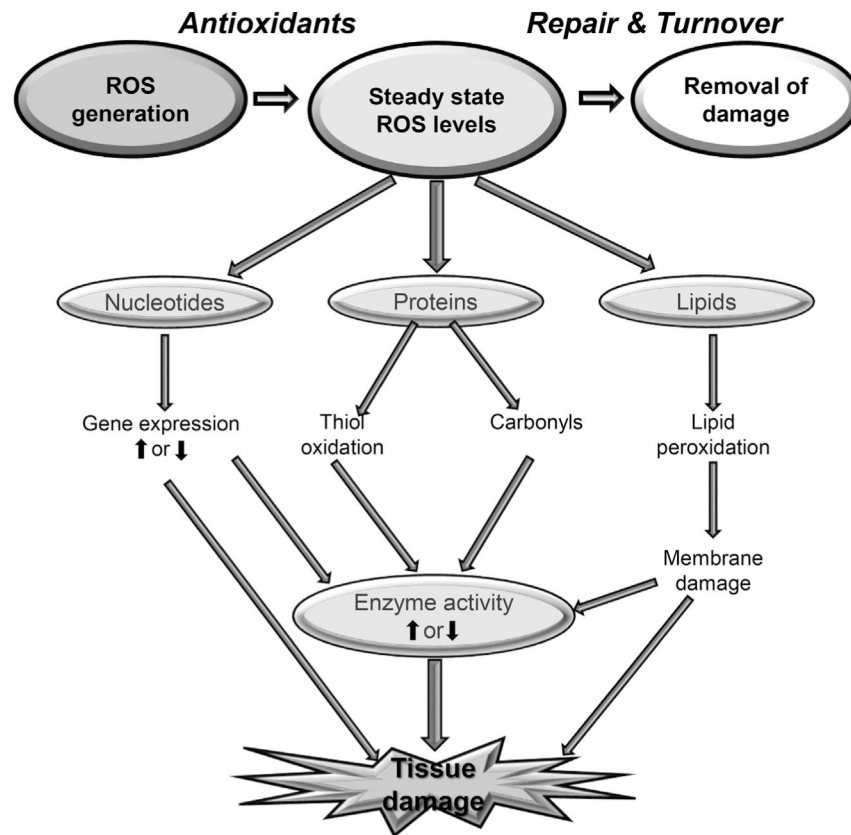 Antioxidants
Repair & Turnover
ROS
generation
Steady state
ROS levels
Removal of
damage
Nucleotides
Proteins
Lipids
Gene expression
⬆or⬇
Thiol
oxidation
Carbonyls
Lipid
peroxidation
Membrane
damage
Enzyme activity
⬆or⬇
Tissue
damage